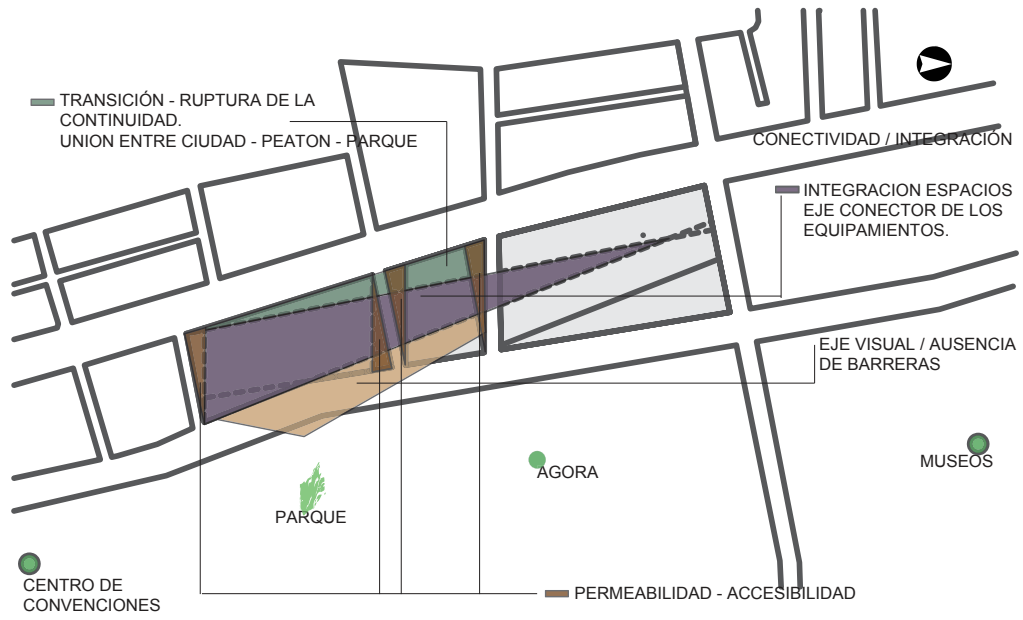 TRANSICIÓN - RUPTURA DE LA
CONTINUIDAD.
UNION ENTRE CIUDAD - PEATON - PARQUE
CONECTIVIDAD / INTEGRACIÓN
INTEGRACION ESPACIOS
EJE CONECTOR DE LOS
EQUIPAMIENTOS.
EJE VISUAL / AUSENCIA
DE BARRERAS
MUSEOS
AGORA
PARQUE
CENTRO DE
CONVENCIONES
PERMEABILIDAD - ACCESIBILIDAD